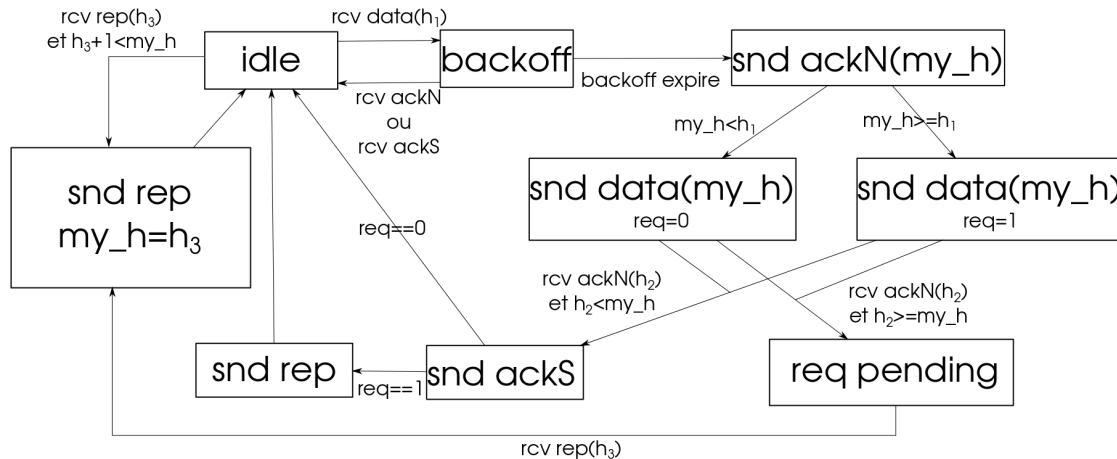 rcv rep(h3)
et h3+1<my_h
rcv data(h1)
idle
backoff
snd ackN(my_h)
backoff expire
rcv ackN
ou
rcv ackS
my_h<h1
my_h>=h1
snd rep
my_h=h3
snd data(my_h)
req=0
snd data(my_h)
req=1
req==0
rcv ackN(h2)
et h2<my_h
rcv ackN(h2)
et h2>=my_h
snd rep
req==1
snd ackS
req pending
rcv rep(h3)